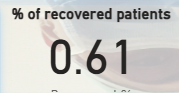 % of recovered patients
0.61